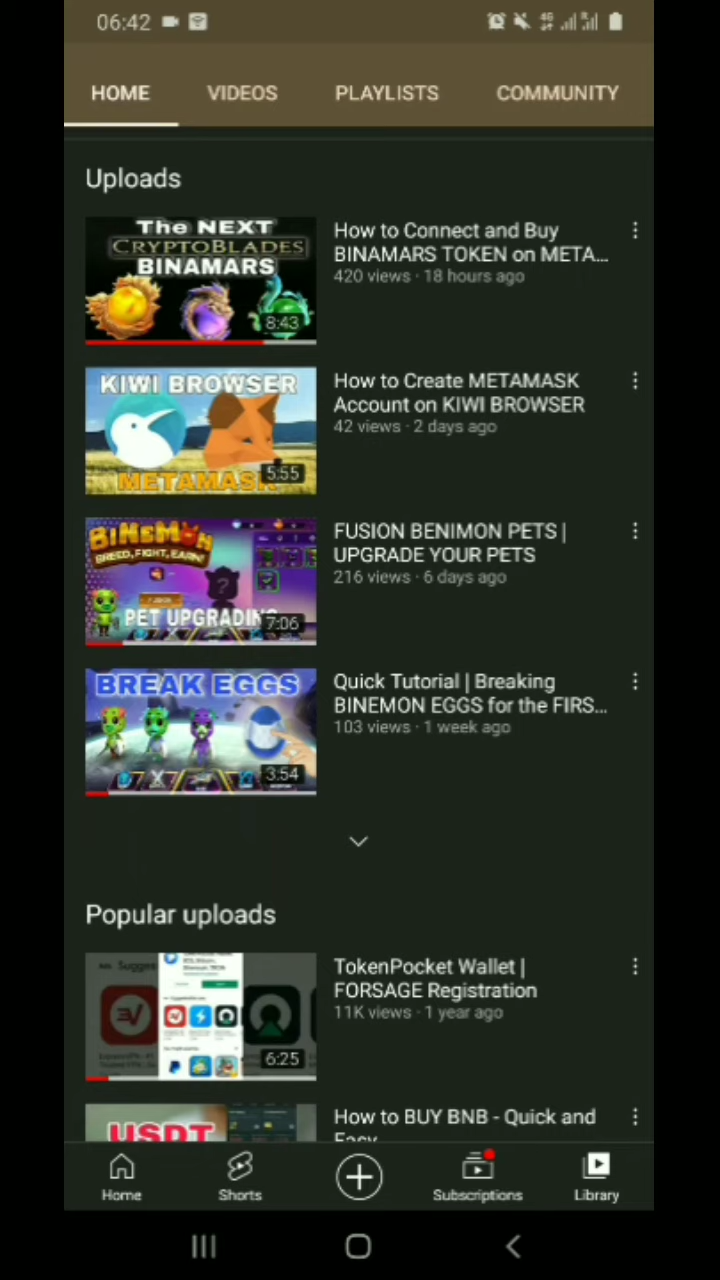 06:42
HOME VIDEOS PLAYLISTS COMMUNITY
Uploads
The NEXT
CRYPTOBLADES
BINAMARS
8:43
How to Connect and Buy
BINAMARS TOKEN on META...
420 views · 18 hours ago
KIWI BROWSER
METAMASK
5:55
How to Create METAMASK
Account on KIWI BROWSER
42 views · 2 days ago
BINEMON
BREED, FIGHT, EARN!
PET UPGRADING
7:06
FUSION BENIMON PETS |
UPGRADE YOUR PETS
216 views · 6 days ago
BREAK EGGS
3:54
Quick Tutorial | Breaking
BINEMON EGGS for the FIRS...
103 views · 1 week ago
Popular uploads
6:25
TokenPocket Wallet |
FORSAGE Registration
11K views · 1 year ago
USDT
How to BUY BNB - Quick and
Easy
Home Shorts Subscriptions Library